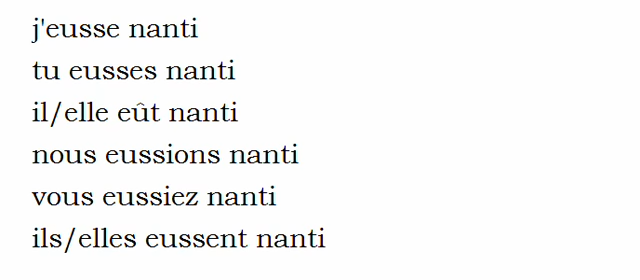 j'eusse nanti
tu eusses nanti
il/elle eût nanti
nous eussions nanti
vous eussiez nanti
ils/elles eussent nanti